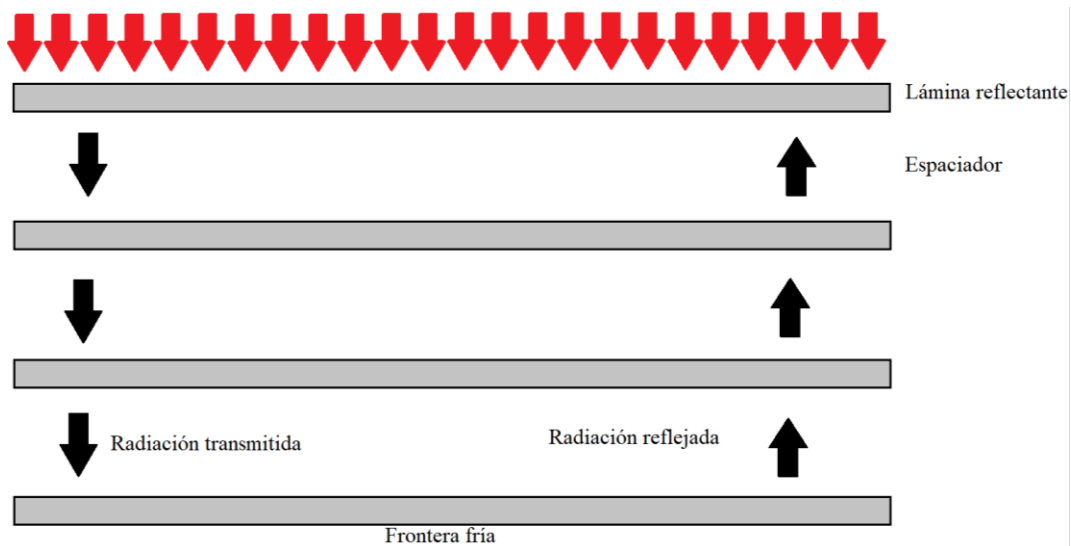 Lámina reflectante
Espaciador
Radiación transmitida
Radiación reflejada
Frontera fría